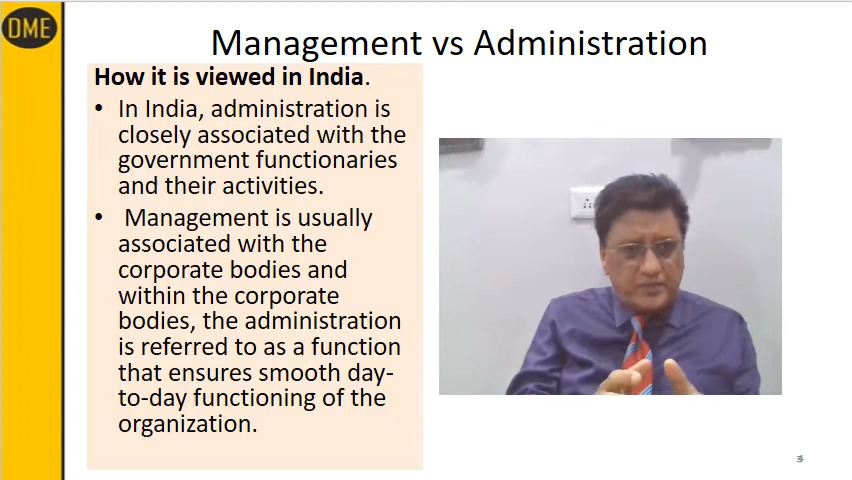 DME
Management vs Administration
How it is viewed in India.
• In India, administration is
closely associated with the
government functionaries
and their activities.
• Management is usually
associated with the
corporate bodies and
within the corporate
bodies, the administration
is referred to as a function
that ensures smooth day-
to-day functioning of the
organization.